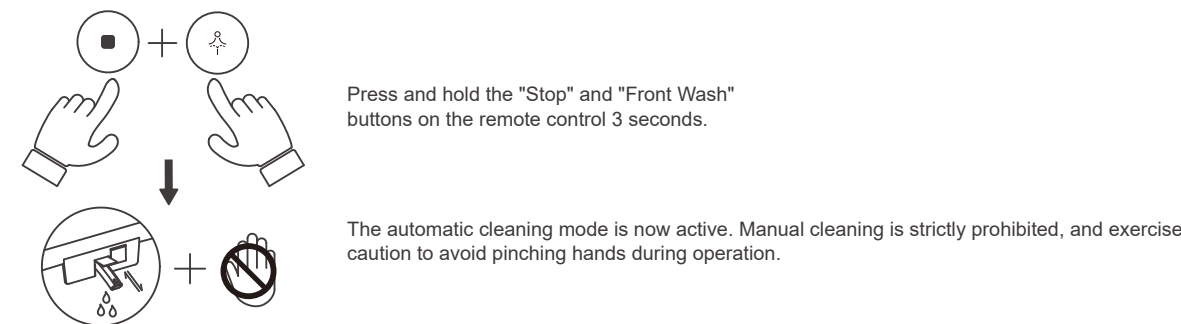 Press and hold the "Stop" and "Front Wash"
buttons on the remote control 3 seconds.
The automatic cleaning mode is now active. Manual cleaning is strictly prohibited, and exercise
caution to avoid pinching hands during operation.